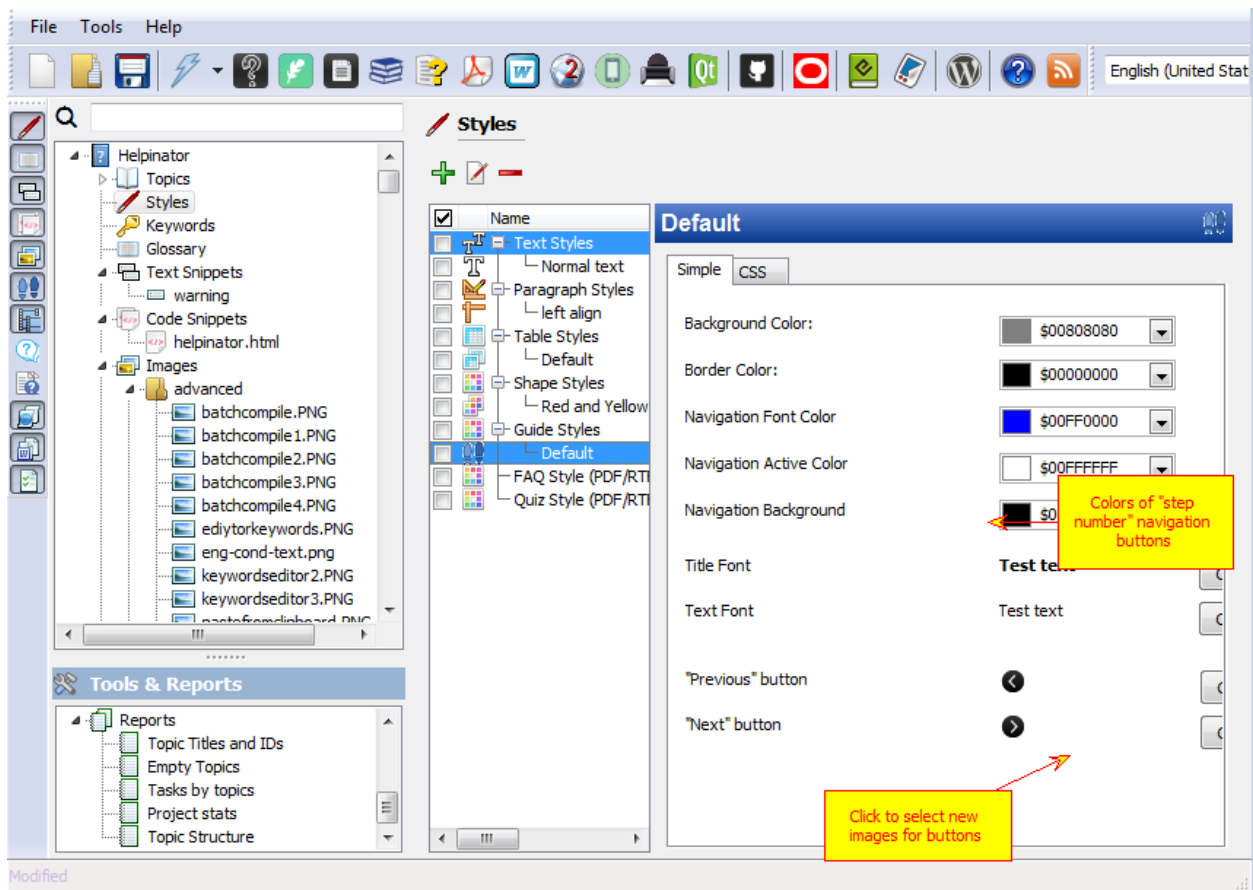 File Tools Help
English (United Stat
Helpinator
Topics
Styles
Keywords
Glossary
Text Snippets
warning
Code Snippets
helpinator.html
Images
advanced
batchcompile.PNG
batchcompile1.PNG
batchcompile2.PNG
batchcompile3.PNG
batchcompile4.PNG
ediytorkeywords.PNG
eng-cond-text.png
keywordseditor2.PNG
keywordseditor3.PNG
pastefromclipboard.PNG
Tools & Reports
Reports
Topic Titles and IDs
Empty Topics
Tasks by topics
Project stats
Topic Structure
Styles
Name
Text Styles
Normal text
Paragraph Styles
left align
Table Styles
Default
Shape Styles
Red and Yellow
Guide Styles
Default
FAQ Style (PDF/RTF
Quiz Style (PDF/RTF
Default
Simple CSS
Background Color: $00808080
Border Color: $00000000
Navigation Font Color $00FF0000
Navigation Active Color $00FFFFFF
Navigation Background $0
Colors of "step
number" navigation
buttons
Title Font Test text
Text Font Test text
"Previous" button
"Next" button
Click to select new
images for buttons
Modified